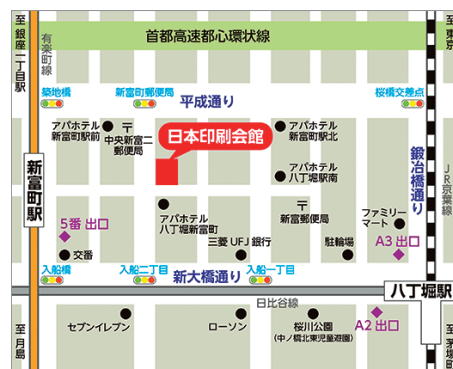 首都高速都心環状線
至 銀座一丁目駅
有楽町線
至 東京
築地橋
新富町郵便局
平成通り
桜橋交差点
アパホテル
新富町駅前
中央新富二
郵便局
日本印刷会館
アパホテル
新富町駅北
鍛冶橋通り
JR京葉線
新富町駅
アパホテル
八丁堀駅南
アパホテル
八丁堀新富町
新富郵便局
ファミリー
マート
5番 出口
交番
三菱UFJ銀行
駐輪場
A3 出口
入船橋
入船二丁目
新大橋通り
入船一丁目
日比谷線
八丁堀駅
セブンイレブン
ローソン
桜川公園
(中ノ橋北東児童遊園)
A2 出口
至 月島
至 茅場町